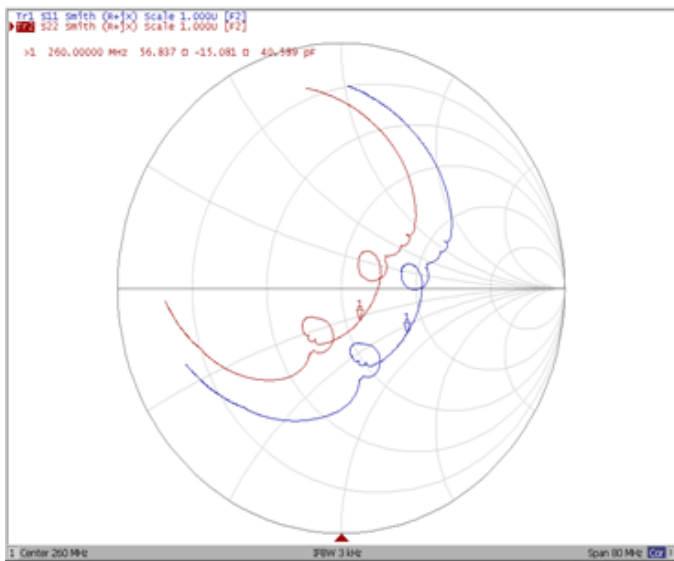 Tr1 S11 Smith (R+jX) Scale 1.000U [F2]
Tr2 S22 Smith (R+jX) Scale 1.000U [F2]
>1 260.00000 MHz 56.837 Ω -15.081 Ω 40.589 pF
1
1
1 Center 260 MHz IFBW 3 kHz Span 80 MHz Cor